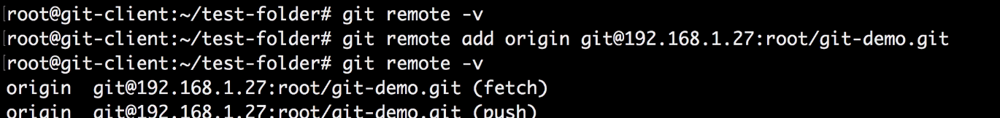 [root@git-client:~/test-folder# git remote -v
[root@git-client:~/test-folder# git remote add origin git@192.168.1.27:root/git-demo.git
[root@git-client:~/test-folder# git remote -v
origin  git@192.168.1.27:root/git-demo.git (fetch)
origin  git@192.168.1.27:root/git-demo.git (push)